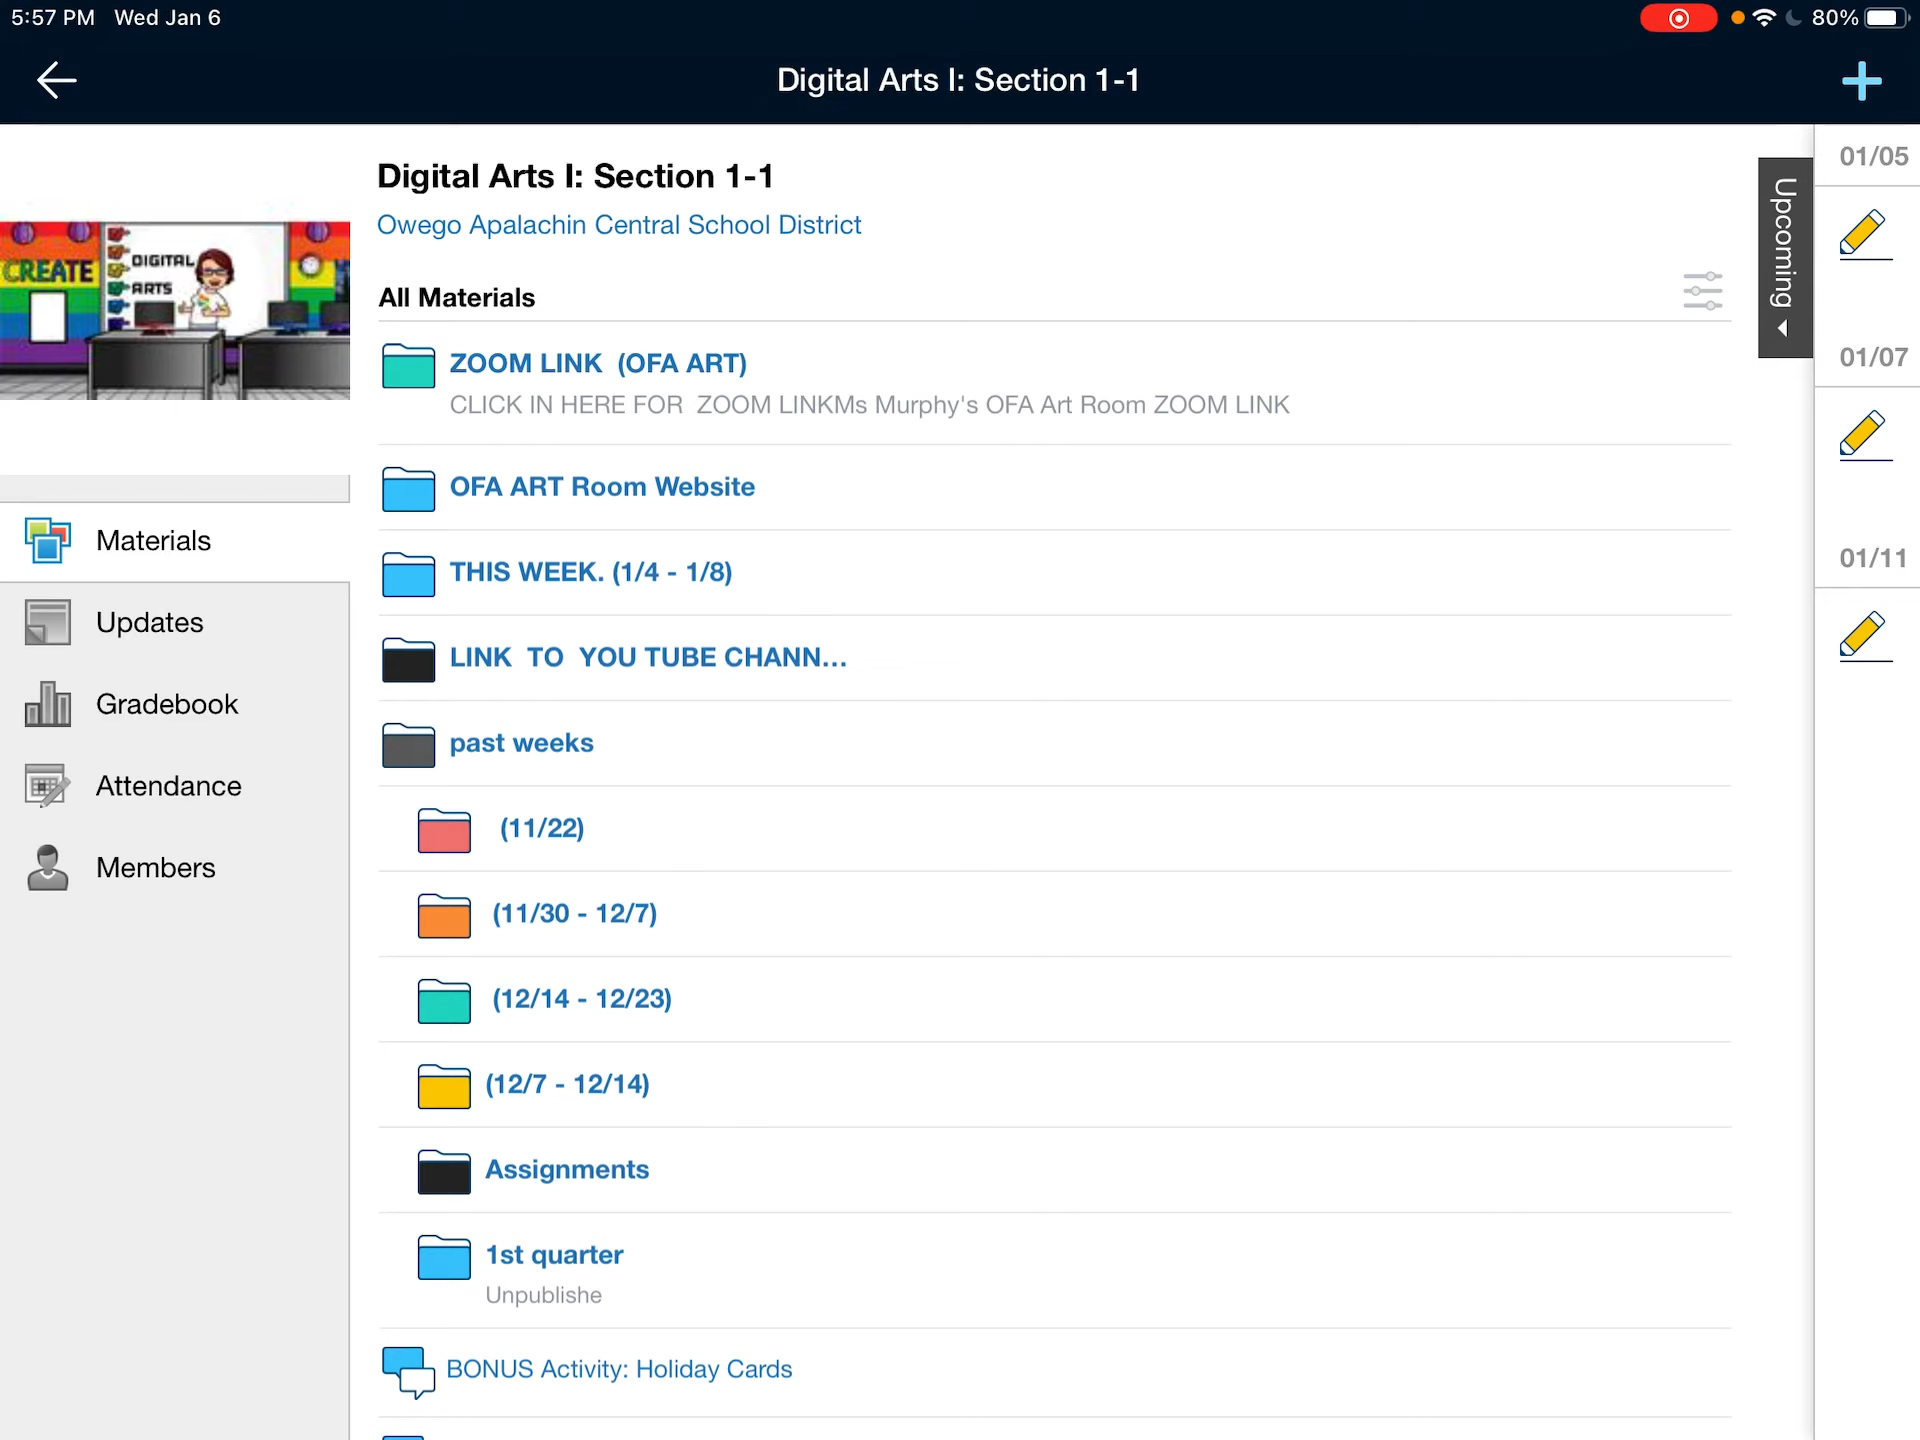 5:57 PM Wed Jan 6
80%
Digital Arts I: Section 1-1
CREATE
DIGITAL
ARTS
Digital Arts I: Section 1-1
Owego Apalachin Central School District
All Materials
ZOOM LINK (OFA ART)
CLICK IN HERE FOR ZOOM LINKMs Murphy's OFA Art Room ZOOM LINK
OFA ART Room Website
THIS WEEK. (1/4 - 1/8)
LINK TO YOU TUBE CHANN...
past weeks
(11/22)
(11/30 - 12/7)
(12/14 - 12/23)
(12/7 - 12/14)
Assignments
1st quarter
Unpublishe
BONUS Activity: Holiday Cards
Materials
Updates
Gradebook
Attendance
Members
Upcoming
01/05
01/07
01/11